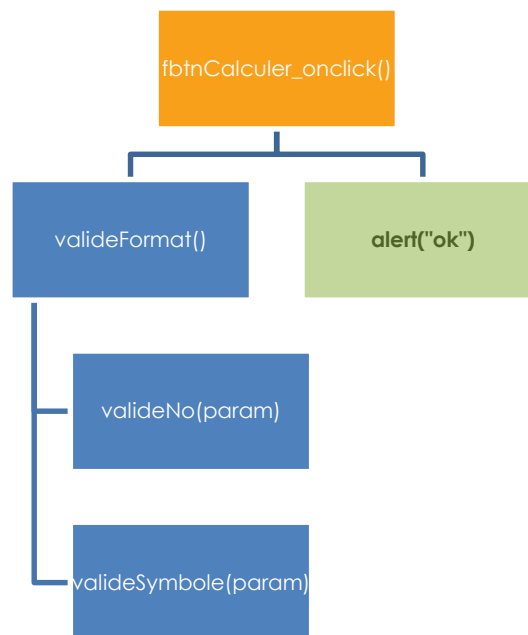 fbtnCalculer_onclick()
valideFormat()
alert("ok")
valideNo(param)
valideSymbole(param)